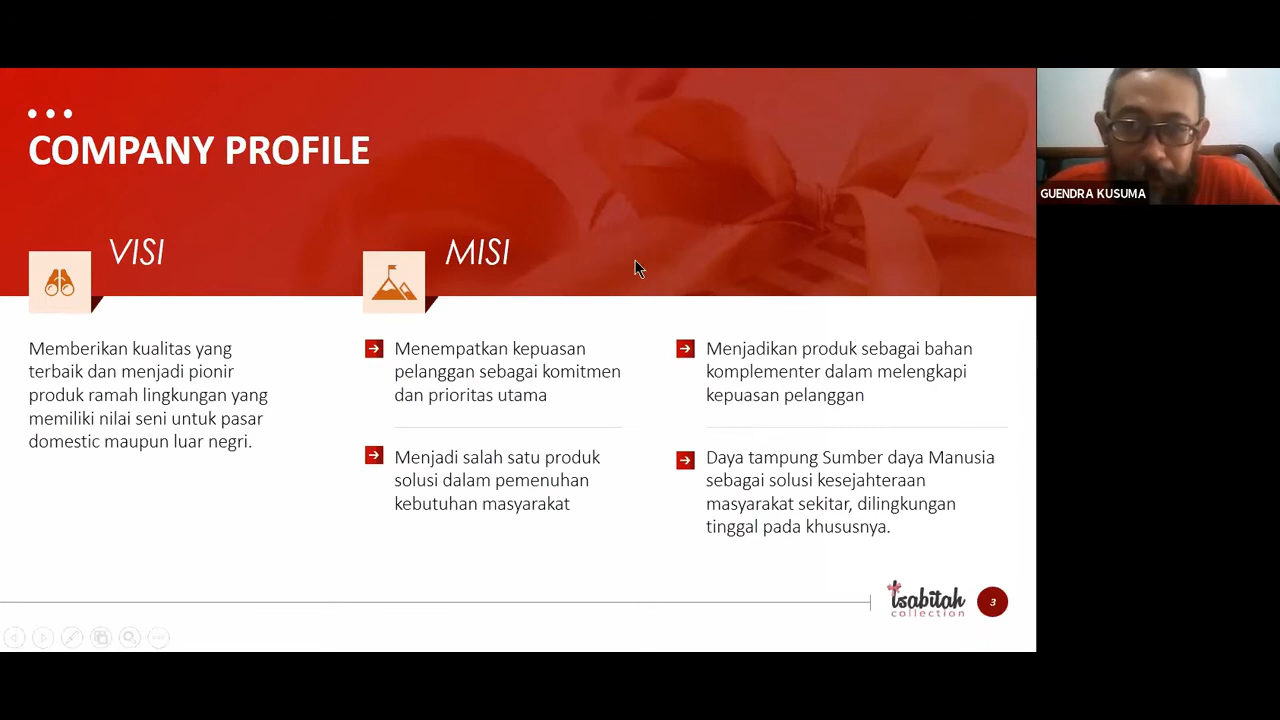 COMPANY PROFILE
VISI
Memberikan kualitas yang
terbaik dan menjadi pionir
produk ramah lingkungan yang
memiliki nilai seni untuk pasar
domestic maupun luar negri.
MISI
Menempatkan kepuasan
pelanggan sebagai komitmen
dan prioritas utama
Menjadi salah satu produk
solusi dalam pemenuhan
kebutuhan masyarakat
Menjadikan produk sebagai bahan
komplementer dalam melengkapi
kepuasan pelanggan
Daya tampung Sumber daya Manusia
sebagai solusi kesejahteraan
masyarakat sekitar, dilingkungan
tinggal pada khususnya.
tsabitah
collection
3
GUENDRA KUSUMA